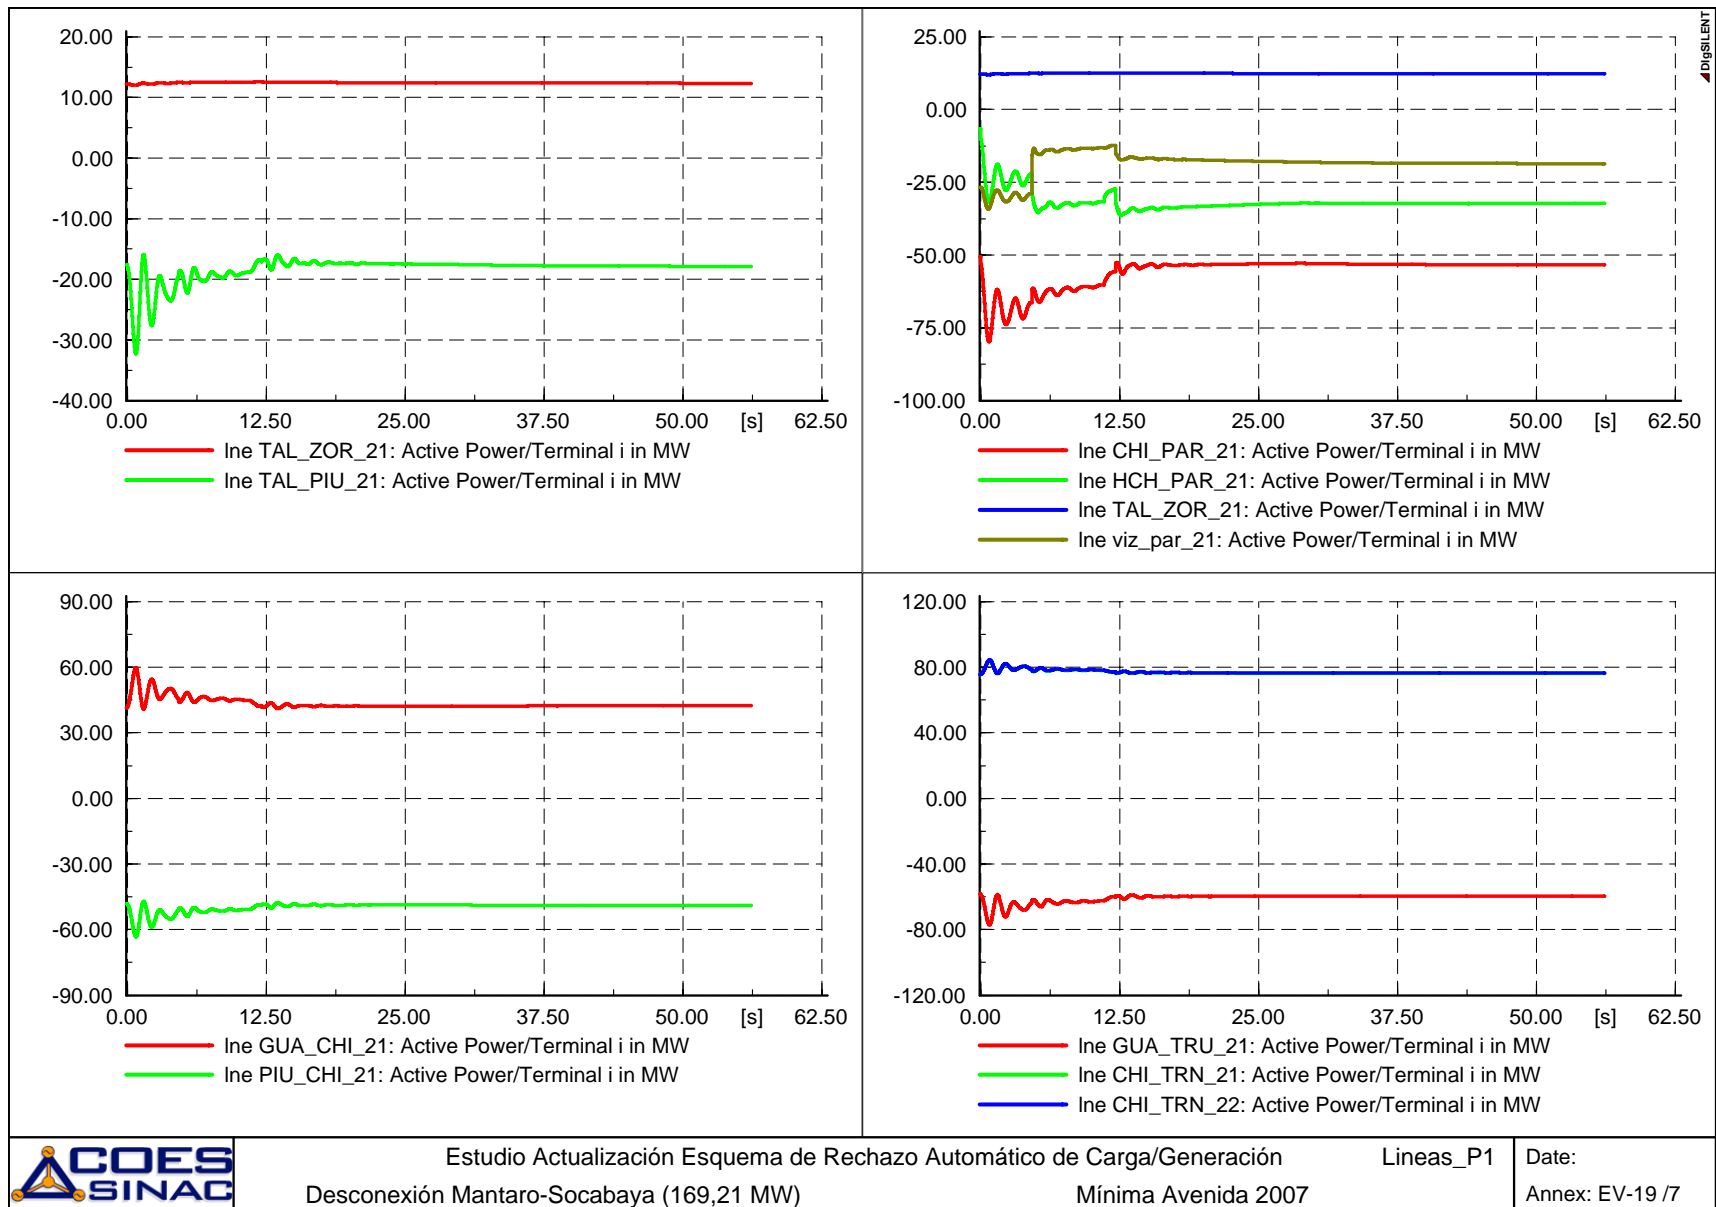 DIgSILENT
20.00
10.00
0.00
-10.00
-20.00
-30.00
-40.00
0.00 12.50 25.00 37.50 50.00 [s] 62.50
lne TAL_ZOR_21: Active Power/Terminal i in MW
lne TAL_PIU_21: Active Power/Terminal i in MW
25.00
0.00
-25.00
-50.00
-75.00
-100.00
0.00 12.50 25.00 37.50 50.00 [s] 62.50
lne CHI_PAR_21: Active Power/Terminal i in MW
lne HCH_PAR_21: Active Power/Terminal i in MW
lne TAL_ZOR_21: Active Power/Terminal i in MW
lne viz_par_21: Active Power/Terminal i in MW
90.00
60.00
30.00
0.00
-30.00
-60.00
-90.00
0.00 12.50 25.00 37.50 50.00 [s] 62.50
lne GUA_CHI_21: Active Power/Terminal i in MW
lne PIU_CHI_21: Active Power/Terminal i in MW
120.00
80.00
40.00
0.00
-40.00
-80.00
-120.00
0.00 12.50 25.00 37.50 50.00 [s] 62.50
lne GUA_TRU_21: Active Power/Terminal i in MW
lne CHI_TRN_21: Active Power/Terminal i in MW
lne CHI_TRN_22: Active Power/Terminal i in MW
COES
SINAC
Estudio Actualización Esquema de Rechazo Automático de Carga/Generación Lineas_P1
Desconexión Mantaro-Socabaya (169,21 MW) Mínima Avenida 2007
Date:
Annex: EV-19 /7